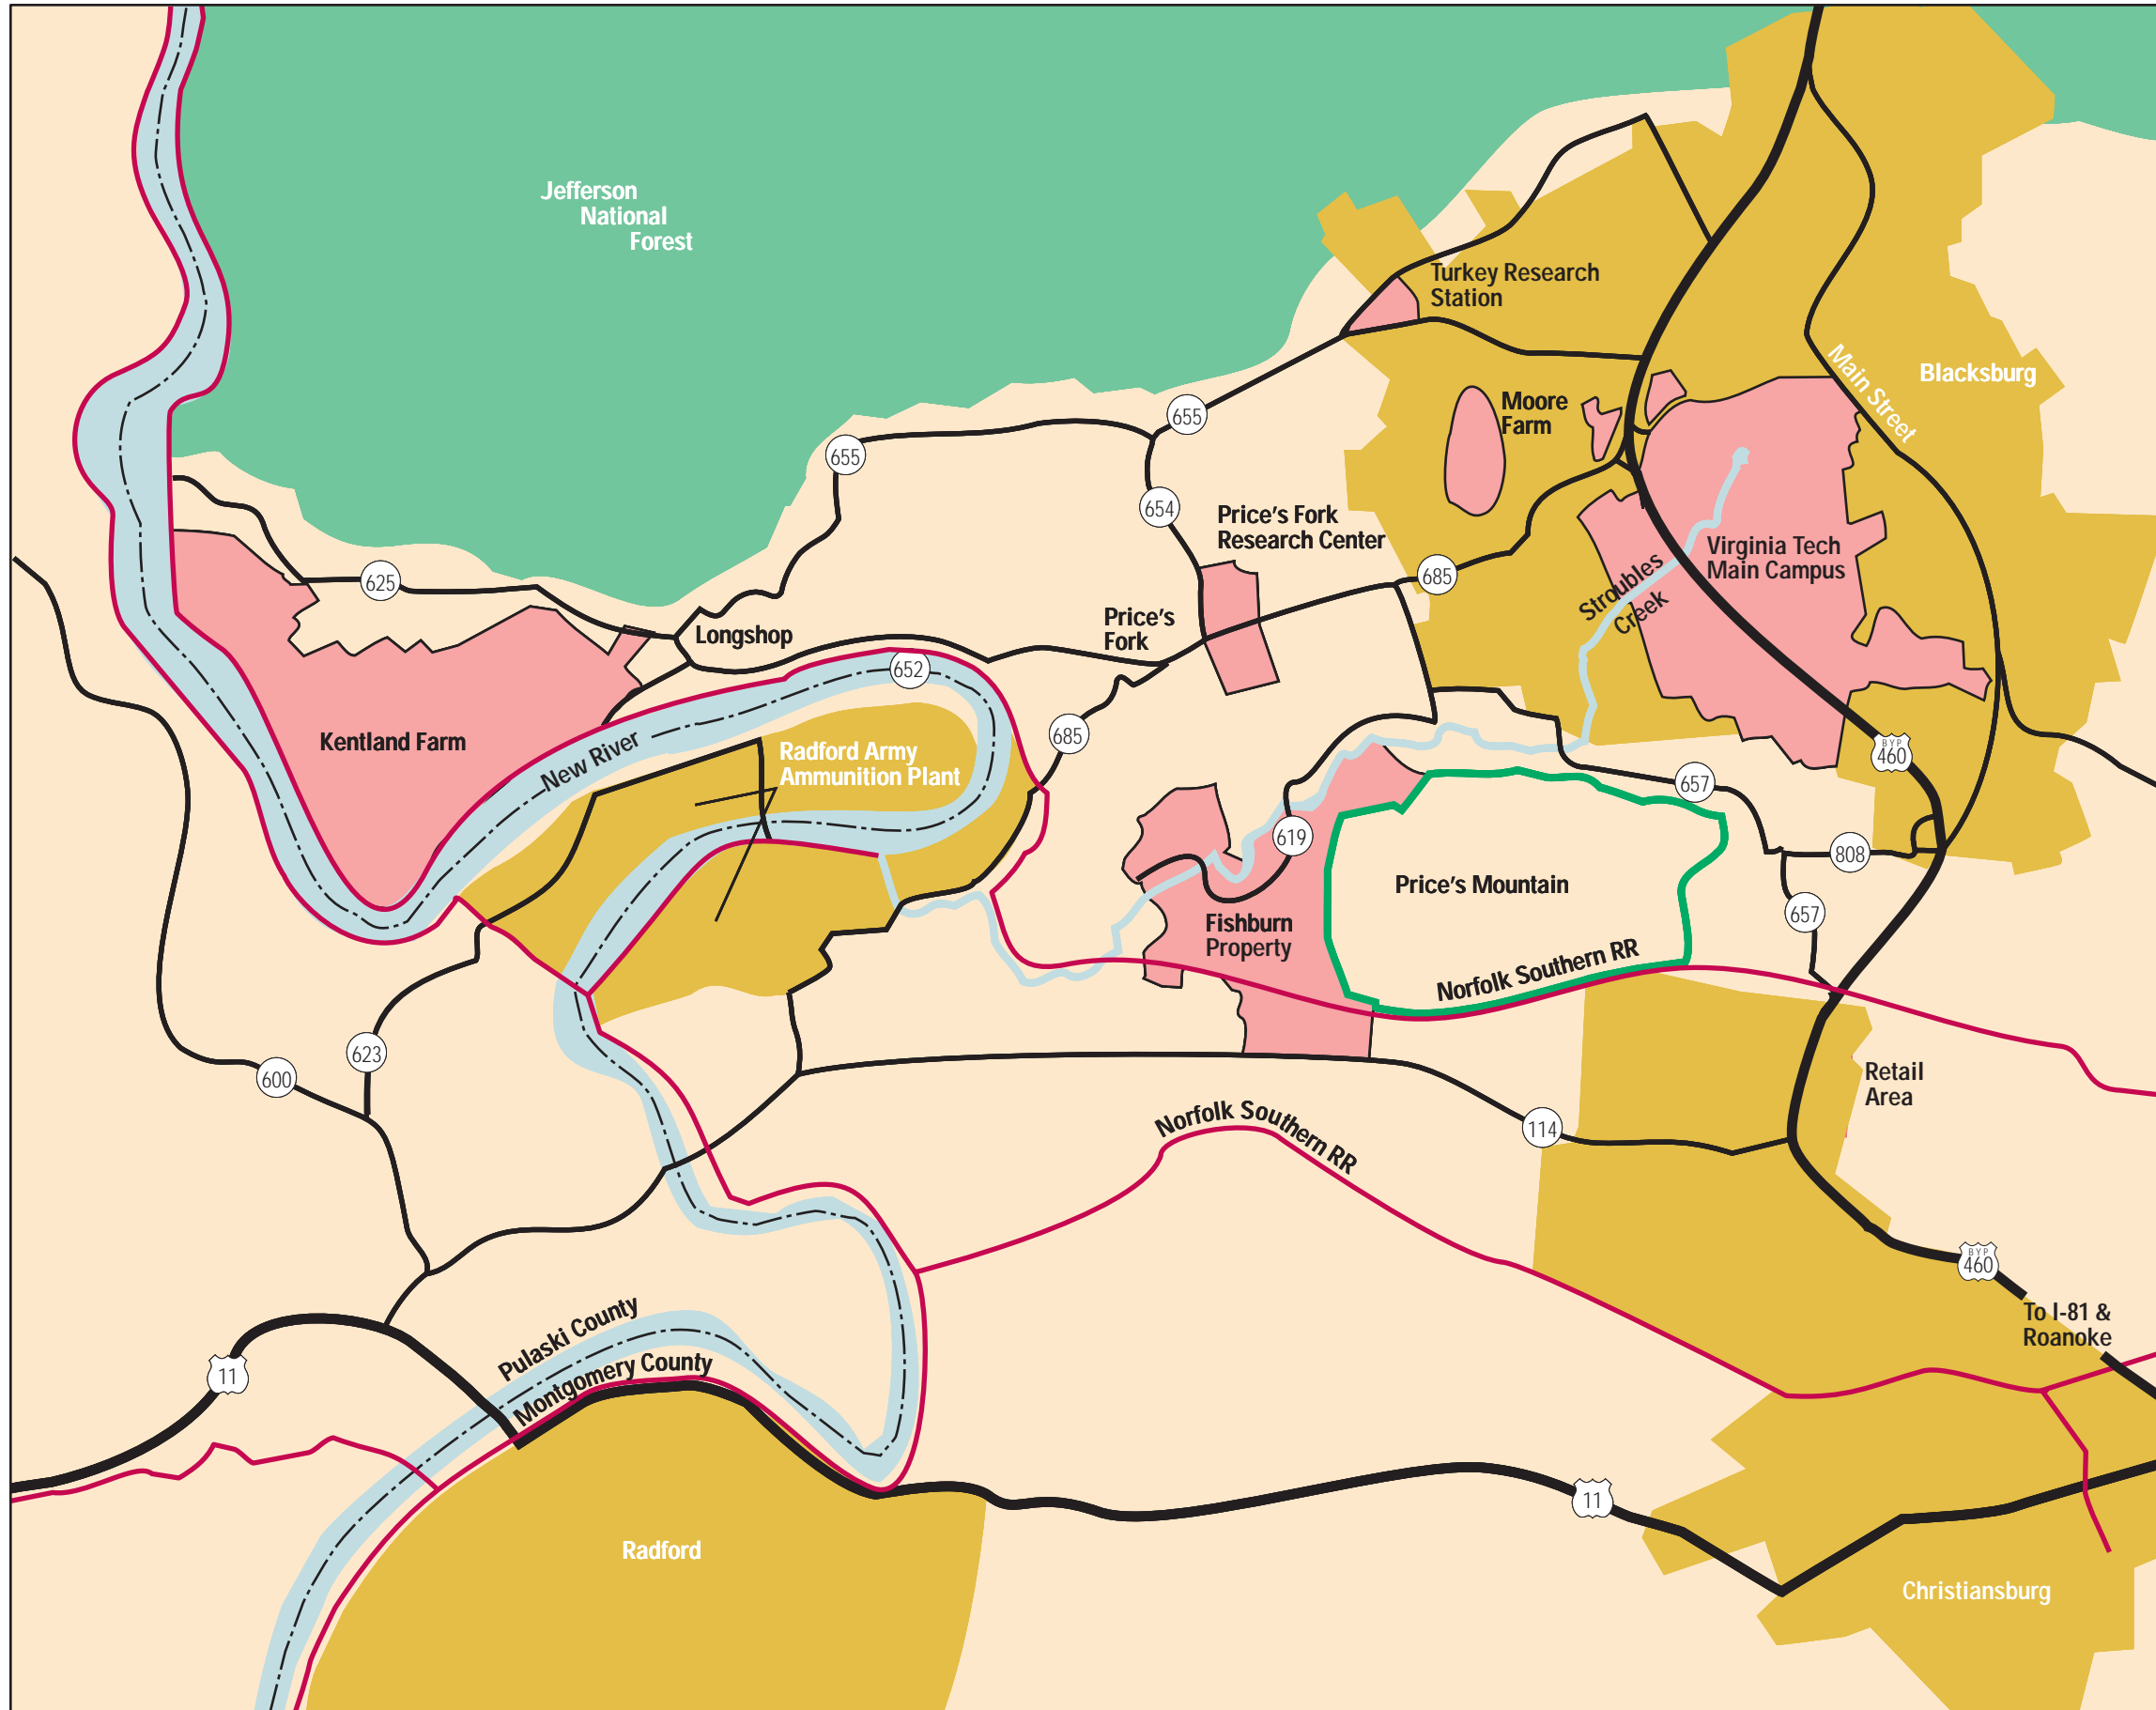 Jefferson
National
Forest
Turkey Research
Station
Main Street
Blacksburg
Moore
Farm
655
655
654
Price's Fork
Research Center
685
Virginia Tech
Main Campus
Stroubles
Creek
625
Price's
Fork
Longshop
652
Kentland Farm
New River
Radford Army
Ammunition Plant
685
BYP
460
657
619
808
Price's Mountain
657
Fishburn
Property
Norfolk Southern RR
623
600
Retail
Area
114
Norfolk Southern RR
BYP
460
To I-81 &
Roanoke
Pulaski County
Montgomery County
11
11
Radford
Christiansburg